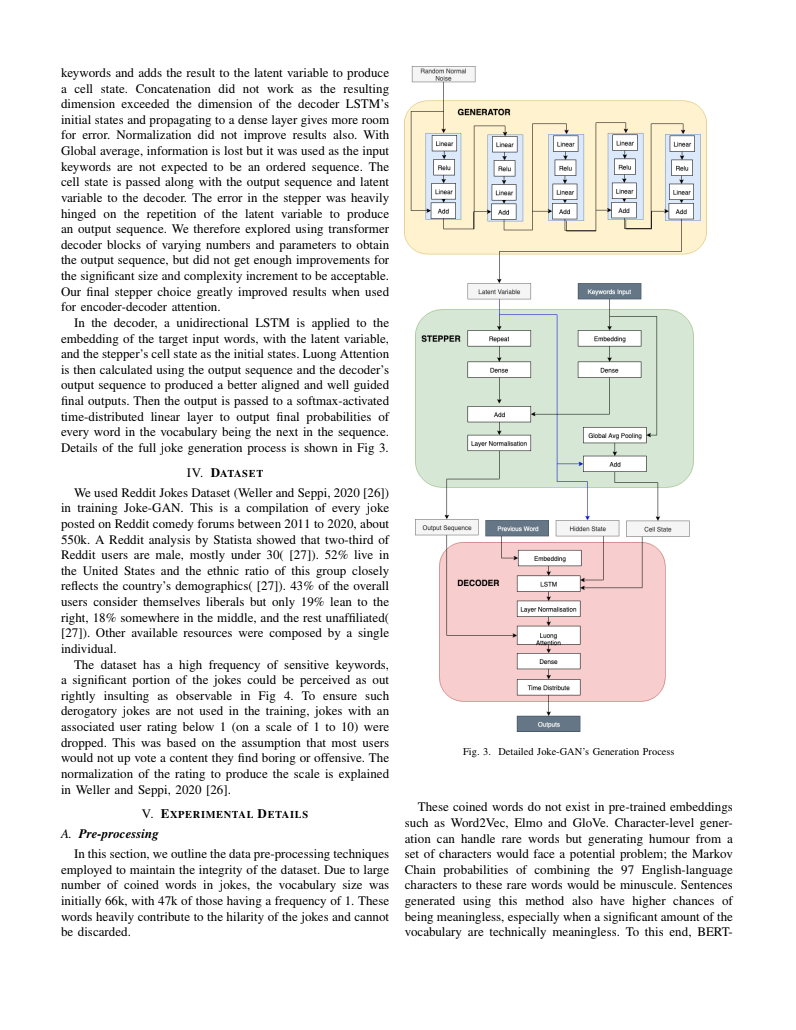 keywords and adds the result to the latent variable to produce
a cell state. Concatenation did not work as the resulting
dimension exceeded the dimension of the decoder LSTM's
initial states and propagating to a dense layer gives more room
for error. Normalization did not improve results also. With
Global average, information is lost but it was used as the input
keywords are not expected to be an ordered sequence. The
cell state is passed along with the output sequence and latent
variable to the decoder. The error in the stepper was heavily
hinged on the repetition of the latent variable to produce
an output sequence. We therefore explored using transformer
decoder blocks of varying numbers and parameters to obtain
the output sequence, but did not get enough improvements for
the significant size and complexity increment to be acceptable.
Our final stepper choice greatly improved results when used
for encoder-decoder attention.
In the decoder, a unidirectional LSTM is applied to the
embedding of the target input words, with the latent variable,
and the stepper's cell state as the initial states. Luong Attention
is then calculated using the output sequence and the decoder's
output sequence to produced a better aligned and well guided
final outputs. Then the output is passed to a softmax-activated
time-distributed linear layer to output final probabilities of
every word in the vocabulary being the next in the sequence.
Details of the full joke generation process is shown in Fig 3.
IV. DATASET
We used Reddit Jokes Dataset (Weller and Seppi, 2020 [26])
in training Joke-GAN. This is a compilation of every joke
posted on Reddit comedy forums between 2011 to 2020, about
550k. A Reddit analysis by Statista showed that two-third of
Reddit users are male, mostly under 30( [27]). 52% live in
the United States and the ethnic ratio of this group closely
reflects the country's demographics( [27]). 43% of the overall
users consider themselves liberals but only 19% lean to the
right, 18% somewhere in the middle, and the rest unaffiliated(
[27]). Other available resources were composed by a single
individual.
The dataset has a high frequency of sensitive keywords,
a significant portion of the jokes could be perceived as out
rightly insulting as observable in Fig 4. To ensure such
derogatory jokes are not used in the training, jokes with an
associated user rating below 1 (on a scale of 1 to 10) were
dropped. This was based on the assumption that most users
would not up vote a content they find boring or offensive. The
normalization of the rating to produce the scale is explained
in Weller and Seppi, 2020 [26].
V. EXPERIMENTAL DETAILS
A. Pre-processing
In this section, we outline the data pre-processing techniques
employed to maintain the integrity of the dataset. Due to large
number of coined words in jokes, the vocabulary size was
initially 66k, with 47k of those having a frequency of 1. These
words heavily contribute to the hilarity of the jokes and cannot
be discarded.
Random Normal
Noise
GENERATOR
Linear Linear Linear Linear Linear
Relu Relu Relu Relu Relu
Linear Linear Linear Linear Linear
Add Add Add Add Add
Latent Variable Keywords Input
STEPPER Repeat Embedding
Dense Dense
Add
Global Avg Pooling
Layer Normalisation
Add
Output Sequence Previous Word Hidden State Cell State
Embedding
DECODER LSTM
Layer Normalisation
Luong
Attention
Dense
Time Distribute
Outputs
Fig. 3. Detailed Joke-GAN's Generation Process
These coined words do not exist in pre-trained embeddings
such as Word2Vec, Elmo and GloVe. Character-level gener-
ation can handle rare words but generating humour from a
set of characters would face a potential problem; the Markov
Chain probabilities of combining the 97 English-language
characters to these rare words would be minuscule. Sentences
generated using this method also have higher chances of
being meaningless, especially when a significant amount of the
vocabulary are technically meaningless. To this end, BERT-